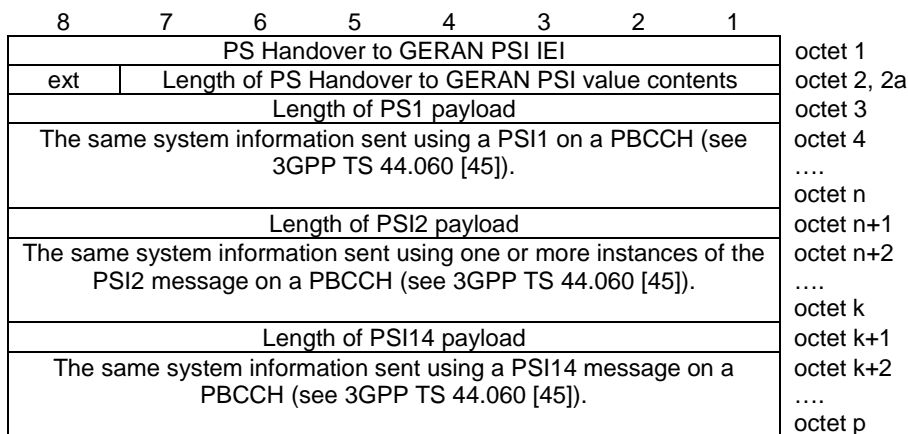 8 7 6 5 4 3 2 1
PS Handover to GERAN PSI IEI octet 1
ext Length of PS Handover to GERAN PSI value contents octet 2, 2a
Length of PS1 payload octet 3
The same system information sent using a PSI1 on a PBCCH (see octet 4
3GPP TS 44.060 [45]). ….
octet n
Length of PSI2 payload octet n+1
The same system information sent using one or more instances of the octet n+2
PSI2 message on a PBCCH (see 3GPP TS 44.060 [45]). ….
octet k
Length of PSI14 payload octet k+1
The same system information sent using a PSI14 message on a octet k+2
PBCCH (see 3GPP TS 44.060 [45]). ….
octet p